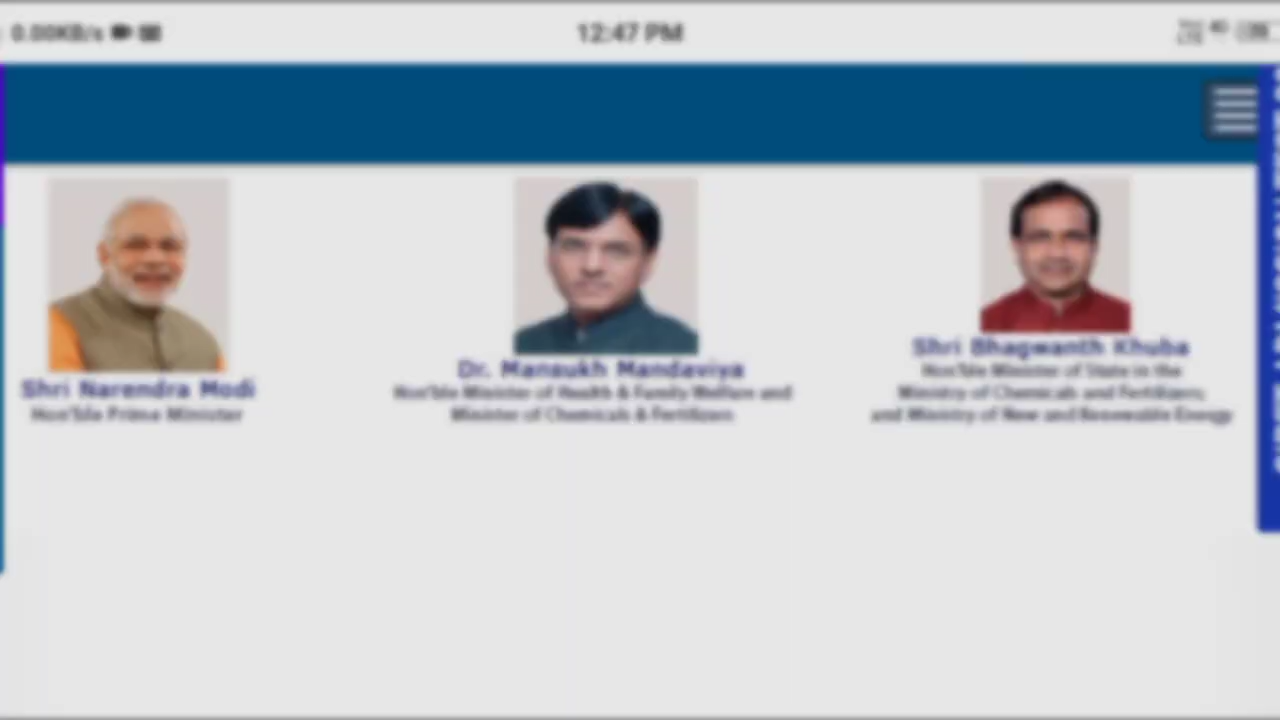 0.00KB/s
12:47 PM
4G
Shri Narendra Modi
Hon'ble Prime Minister
Dr. Mansukh Mandaviya
Hon'ble Minister of Health & Family Welfare and
Minister of Chemicals & Fertilizers
Shri Bhagwanth Khuba
Hon'ble Minister of State in the
Ministry of Chemicals and Fertilizers;
and Ministry of New and Renewable Energy